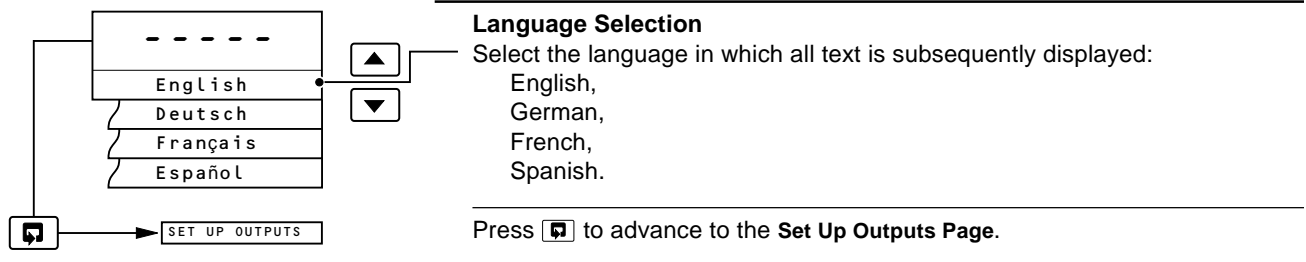 - - - - -
English
Deutsch
Français
Español
SET UP OUTPUTS
Language Selection
Select the language in which all text is subsequently displayed:
English,
German,
French,
Spanish.
Press to advance to the Set Up Outputs Page.